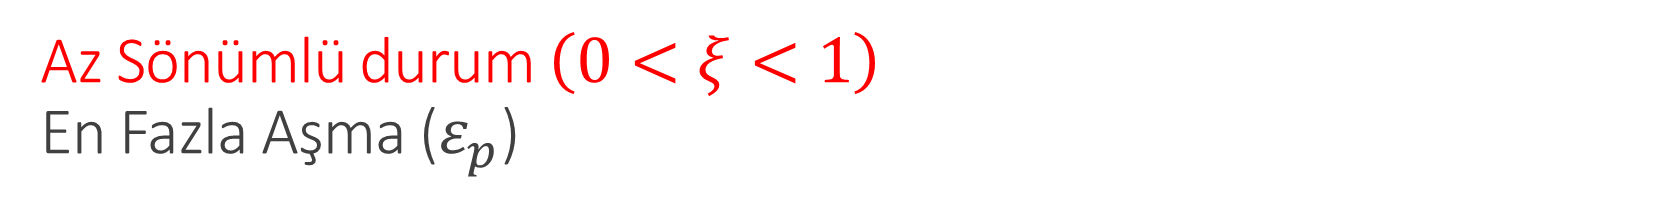 Az Sönümlü durum (0 < ξ < 1)
En Fazla Aşma (εₚ)